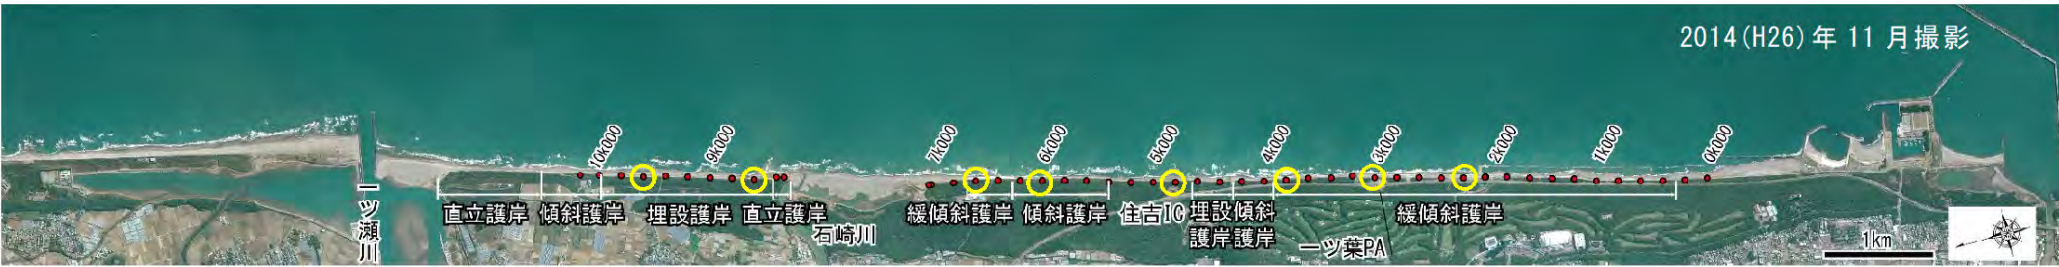 2014(H26)年11月撮影
10k000
9k000
7k000
6k000
5k000
4k000
3k000
2k000
1k000
0k000
一ツ瀬川
直立護岸
傾斜護岸
埋設護岸
直立護岸
石崎川
緩傾斜護岸
傾斜護岸
住吉IC
埋設傾斜
護岸護岸
一ツ葉PA
緩傾斜護岸
1km